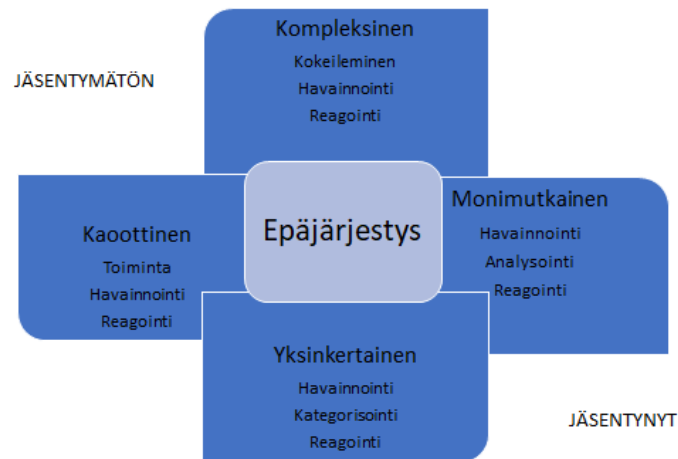 Kompleksinen
Kokeileminen
Havainnointi
Reagointi
JÄSENTYMÄTÖN
Epäjärjestys
Monimutkainen
Havainnointi
Analysointi
Reagointi
Kaoottinen
Toiminta
Havainnointi
Reagointi
Yksinkertainen
Havainnointi
Kategorisointi
Reagointi
JÄSENTYNYT